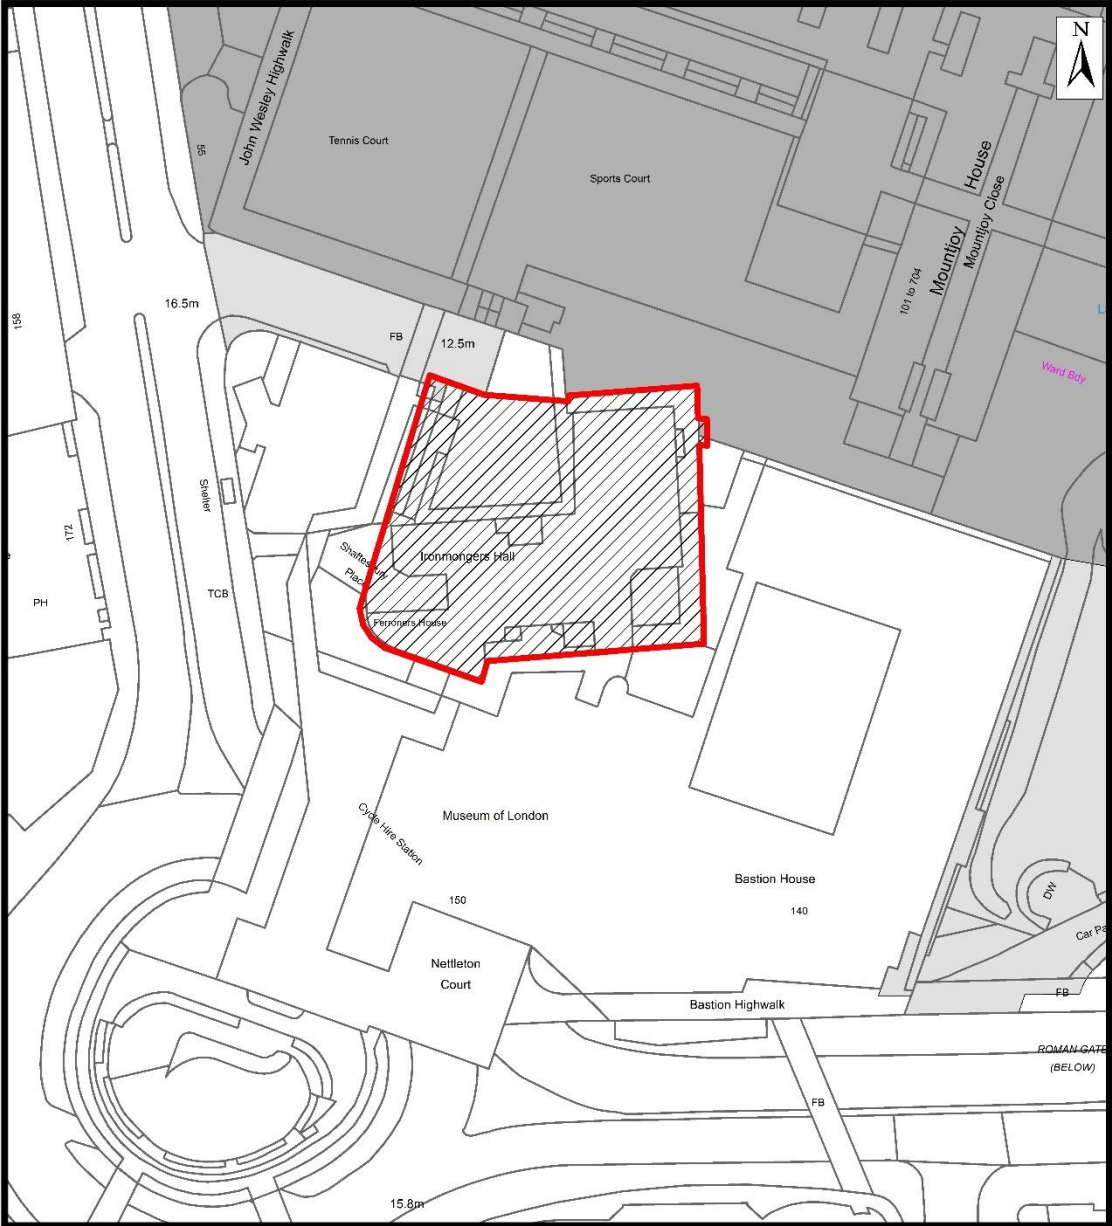 N
John Wesley Highwalk
55
Tennis Court
Sports Court
House
Mountjoy
Mountjoy Close
101 to 704
16.5m
158
FB
12.5m
Ward Bdy
Shelter
172
Shaftesbury
Place
Ironmongers Hall
PH
TCB
Ferroners House
Museum of London
Cycle Hire Station
150
Bastion House
140
DW
Car Pa
Nettleton
Court
Bastion Highwalk
FB
ROMAN GATE
(BELOW)
FB
15.8m